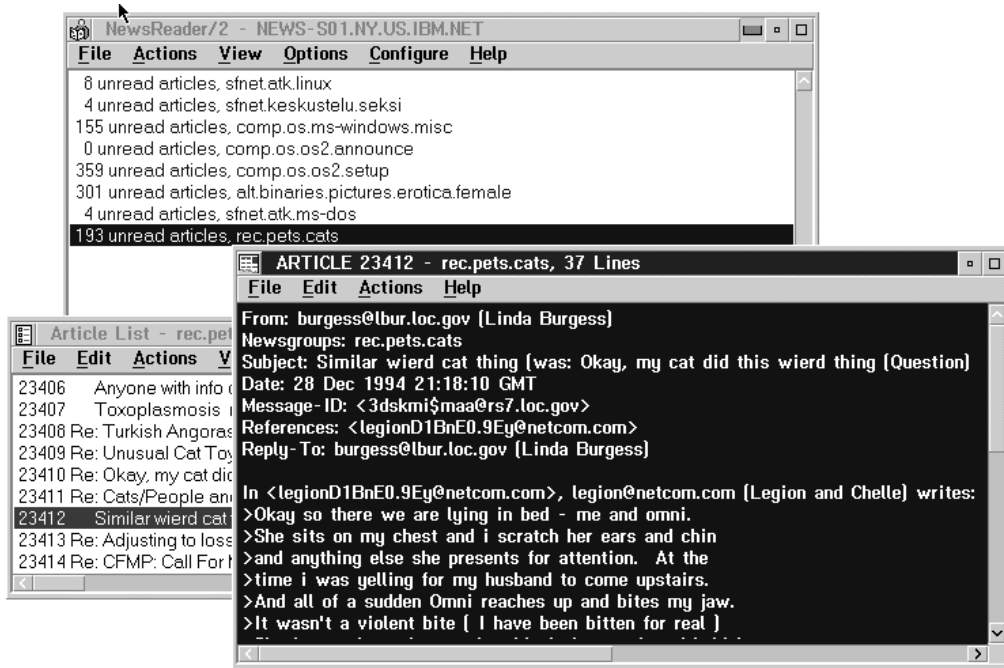 NewsReader/2 - NEWS-S01.NY.US.IBM.NET
File Actions View Options Configure Help
8 unread articles, sfnet.atk.linux
4 unread articles, sfnet.keskustelu.seksi
155 unread articles, comp.os.ms-windows.misc
0 unread articles, comp.os.os2.announce
359 unread articles, comp.os.os2.setup
301 unread articles, alt.binaries.pictures.erotica.female
4 unread articles, sfnet.atk.ms-dos
193 unread articles, rec.pets.cats
Article List - rec.pet
File Edit Actions V
23406 Anyone with info
23407 Toxoplasmosis
23408 Re: Turkish Angoras
23409 Re: Unusual Cat Toy
23410 Re: Okay, my cat did
23411 Re: Cats/People an
23412 Similar wierd cat
23413 Re: Adjusting to loss
23414 Re: CFMP: Call For
ARTICLE 23412 - rec.pets.cats, 37 Lines
File Edit Actions Help
From: burgess@lbur.loc.gov (Linda Burgess)
Newsgroups: rec.pets.cats
Subject: Similar wierd cat thing (was: Okay, my cat did this wierd thing (Question)
Date: 28 Dec 1994 21:18:10 GMT
Message-ID: <3dskmi$maa@rs7.loc.gov>
References: <legionD1BnE0.9Ey@netcom.com>
Reply-To: burgess@lbur.loc.gov (Linda Burgess)
In <legionD1BnE0.9Ey@netcom.com>, legion@netcom.com (Legion and Chelle) writes:
>Okay so there we are lying in bed - me and omni.
>She sits on my chest and i scratch her ears and chin
>and anything else she presents for attention. At the
>time i was yelling for my husband to come upstairs.
>And all of a sudden Omni reaches up and bites my jaw.
>It wasn't a violent bite ( I have been bitten for real )